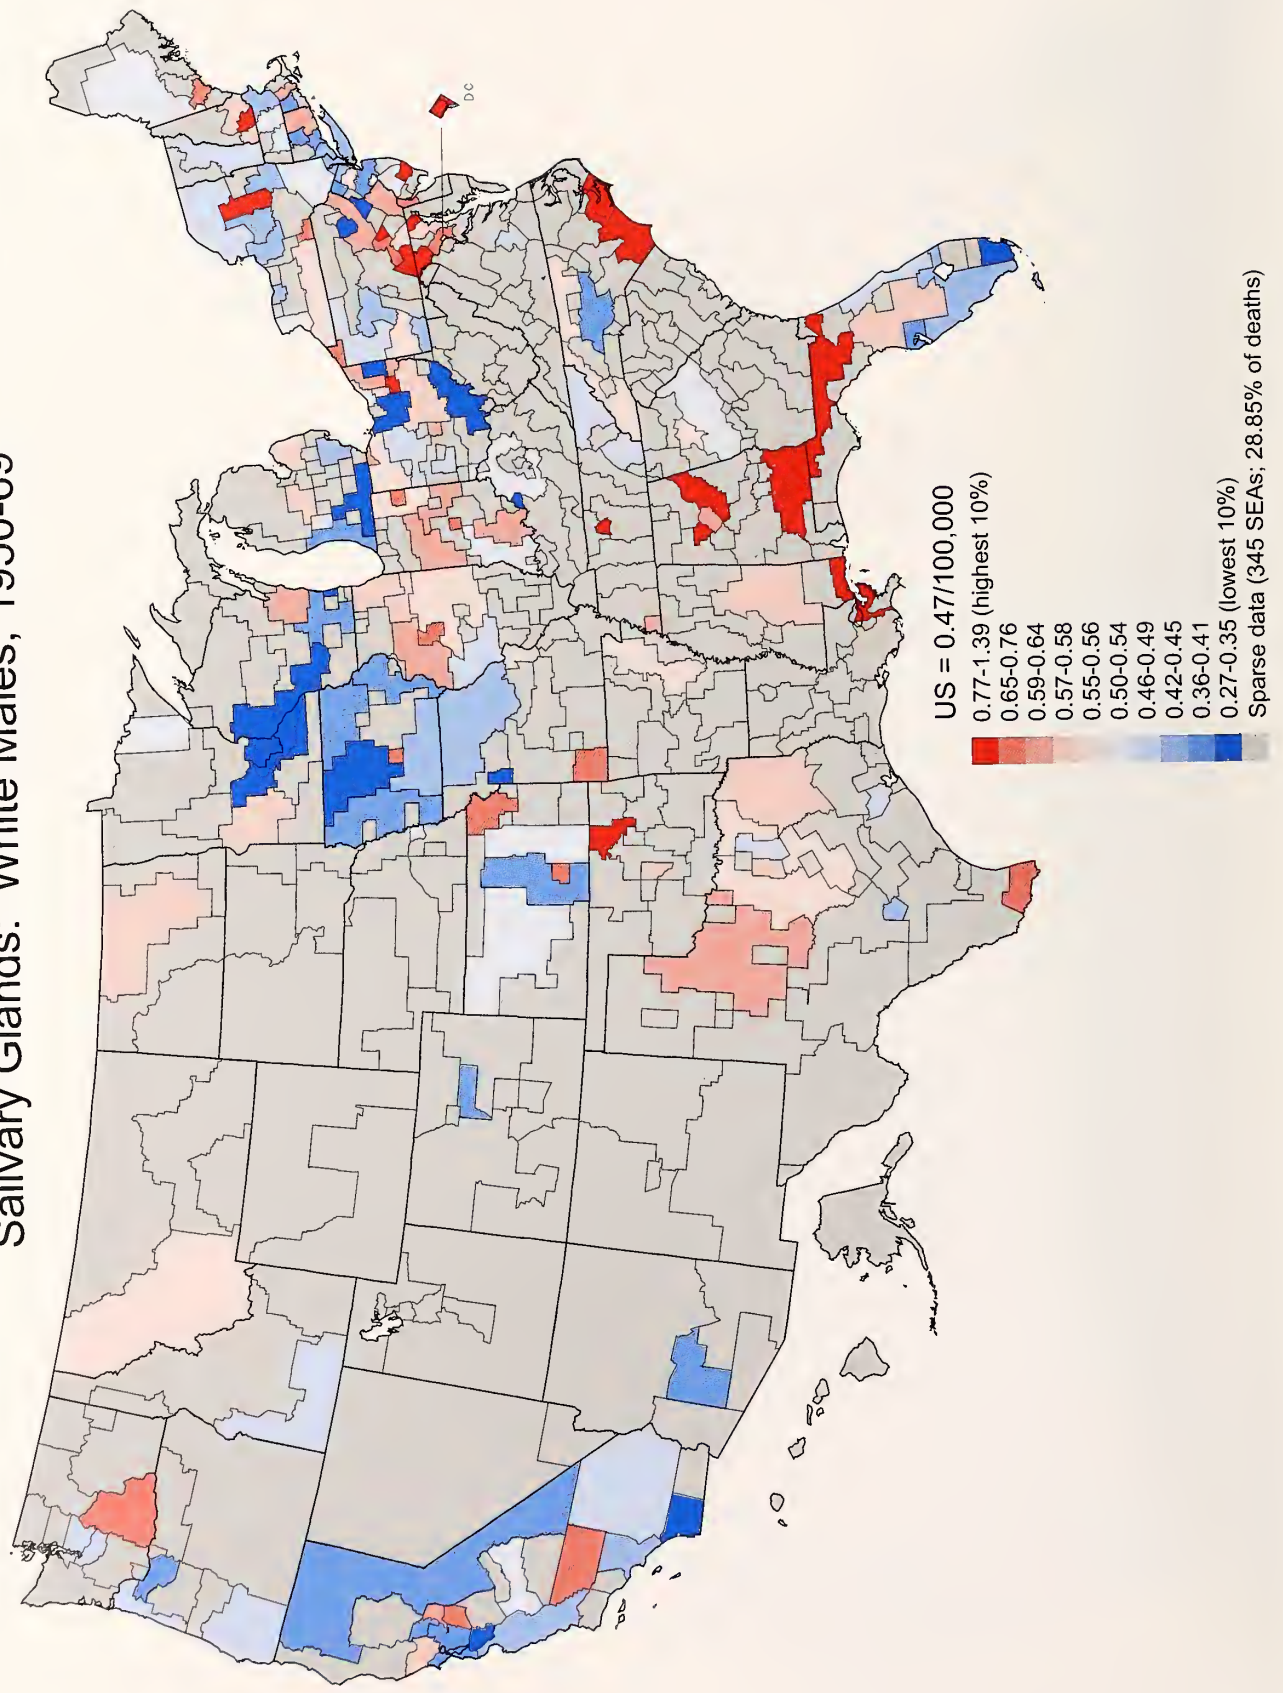 Salivary Glands: White Males, 1950-69
DC
US = 0.47/100,000
0.77-1.39 (highest 10%)
0.65-0.76
0.59-0.64
0.57-0.58
0.55-0.56
0.50-0.54
0.46-0.49
0.42-0.45
0.36-0.41
0.27-0.35 (lowest 10%)
Sparse data (345 SEAs; 28.85% of deaths)